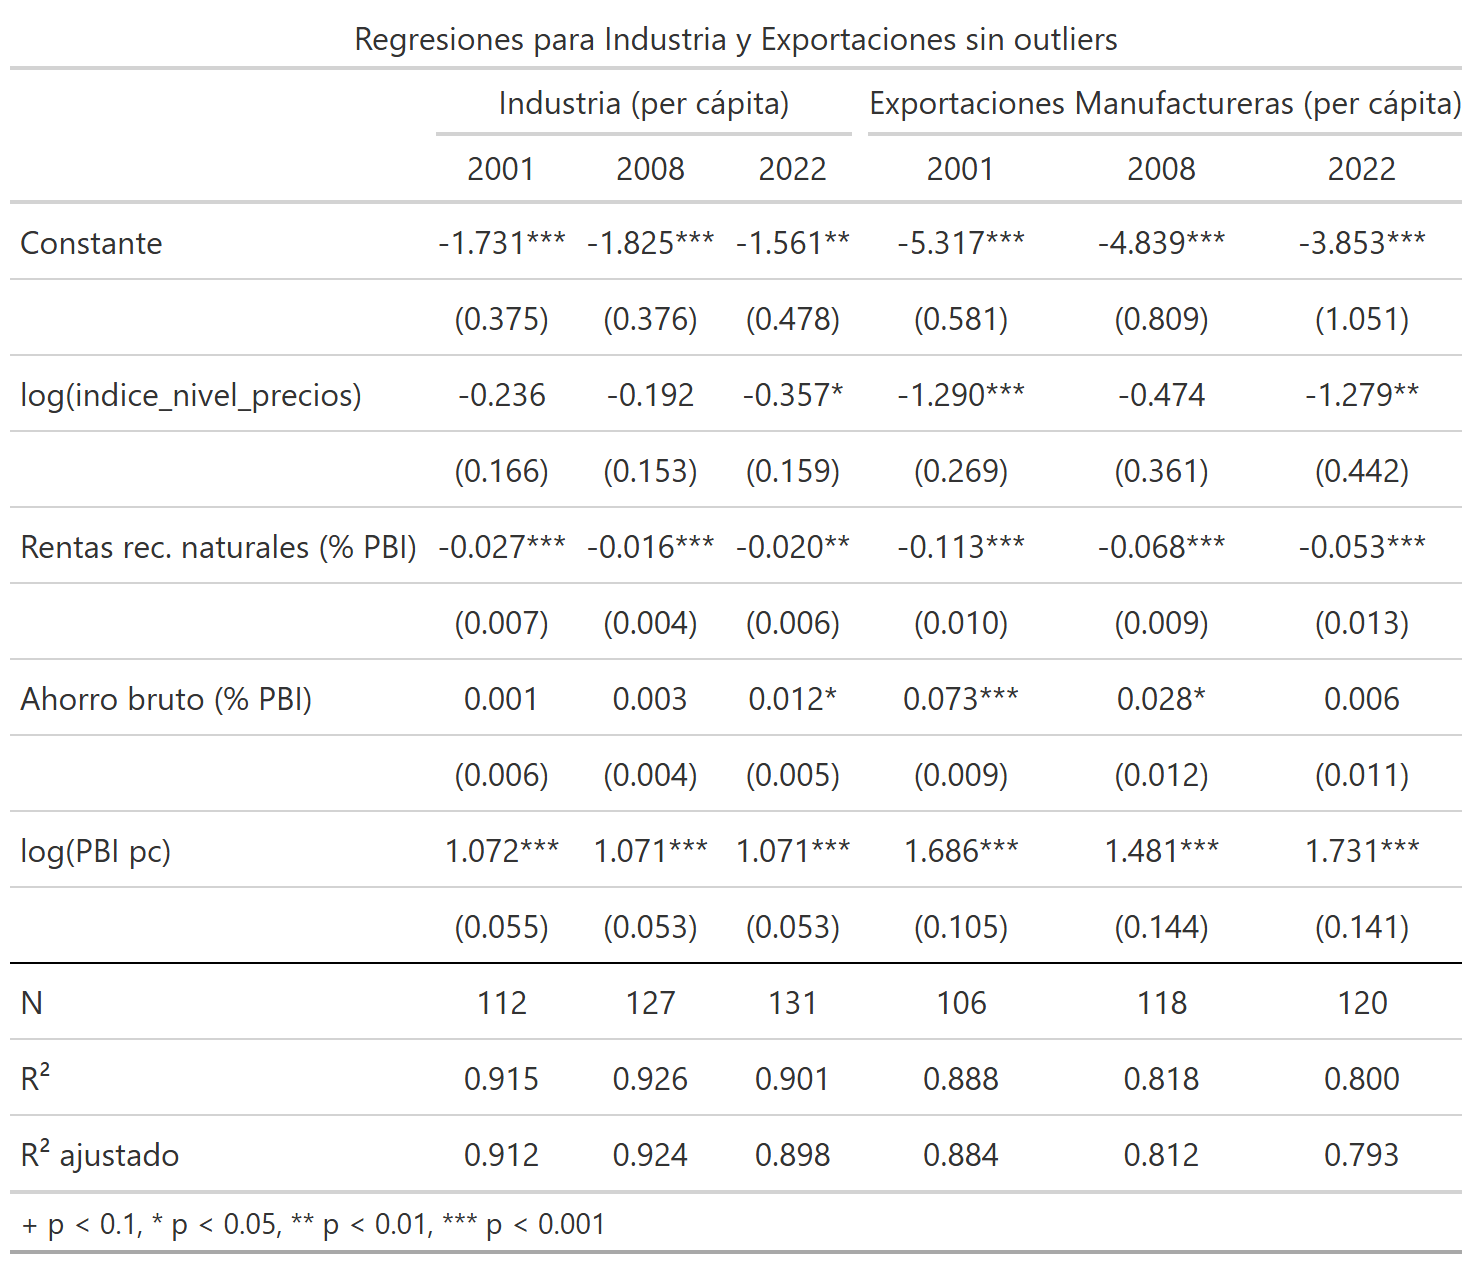 Regresiones para Industria y Exportaciones sin outliers
Industria (per cápita) Exportaciones Manufactureras (per cápita)
2001 2008 2022 2001 2008 2022
Constante -1.731*** -1.825*** -1.561** -5.317*** -4.839*** -3.853***
(0.375) (0.376) (0.478) (0.581) (0.809) (1.051)
log(indice_nivel_precios) -0.236 -0.192 -0.357* -1.290*** -0.474 -1.279**
(0.166) (0.153) (0.159) (0.269) (0.361) (0.442)
Rentas rec. naturales (% PBI) -0.027*** -0.016*** -0.020** -0.113*** -0.068*** -0.053***
(0.007) (0.004) (0.006) (0.010) (0.009) (0.013)
Ahorro bruto (% PBI) 0.001 0.003 0.012* 0.073*** 0.028* 0.006
(0.006) (0.004) (0.005) (0.009) (0.012) (0.011)
log(PBI pc) 1.072*** 1.071*** 1.071*** 1.686*** 1.481*** 1.731***
(0.055) (0.053) (0.053) (0.105) (0.144) (0.141)
N 112 127 131 106 118 120
R² 0.915 0.926 0.901 0.888 0.818 0.800
R² ajustado 0.912 0.924 0.898 0.884 0.812 0.793
+ p < 0.1, * p < 0.05, ** p < 0.01, *** p < 0.001